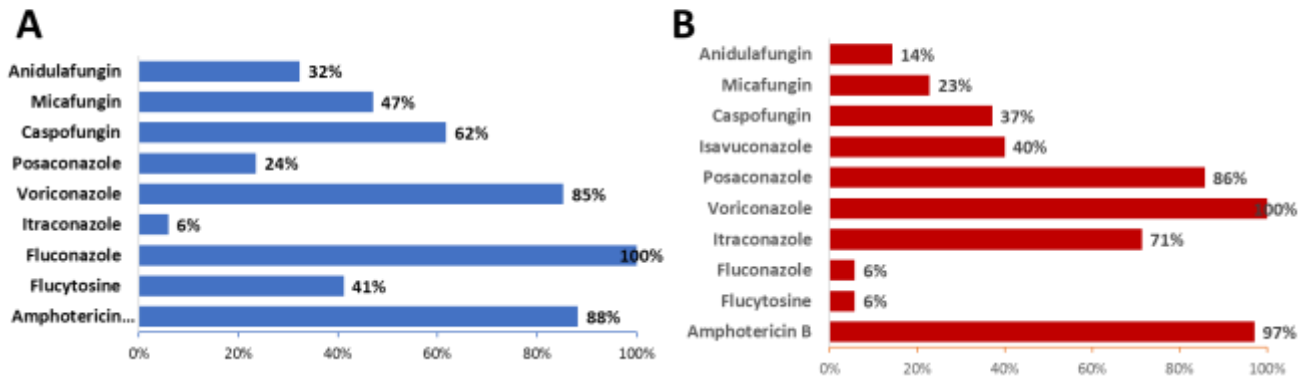 A
Anidulafungin 32%
Micafungin 47%
Caspofungin 62%
Posaconazole 24%
Voriconazole 85%
Itraconazole 6%
Fluconazole 100%
Flucytosine 41%
Amphotericin... 88%
0% 20% 40% 60% 80% 100%
B
Anidulafungin 14%
Micafungin 23%
Caspofungin 37%
Isavuconazole 40%
Posaconazole 86%
Voriconazole 100%
Itraconazole 71%
Fluconazole 6%
Flucytosine 6%
Amphotericin B 97%
0% 20% 40% 60% 80% 100%